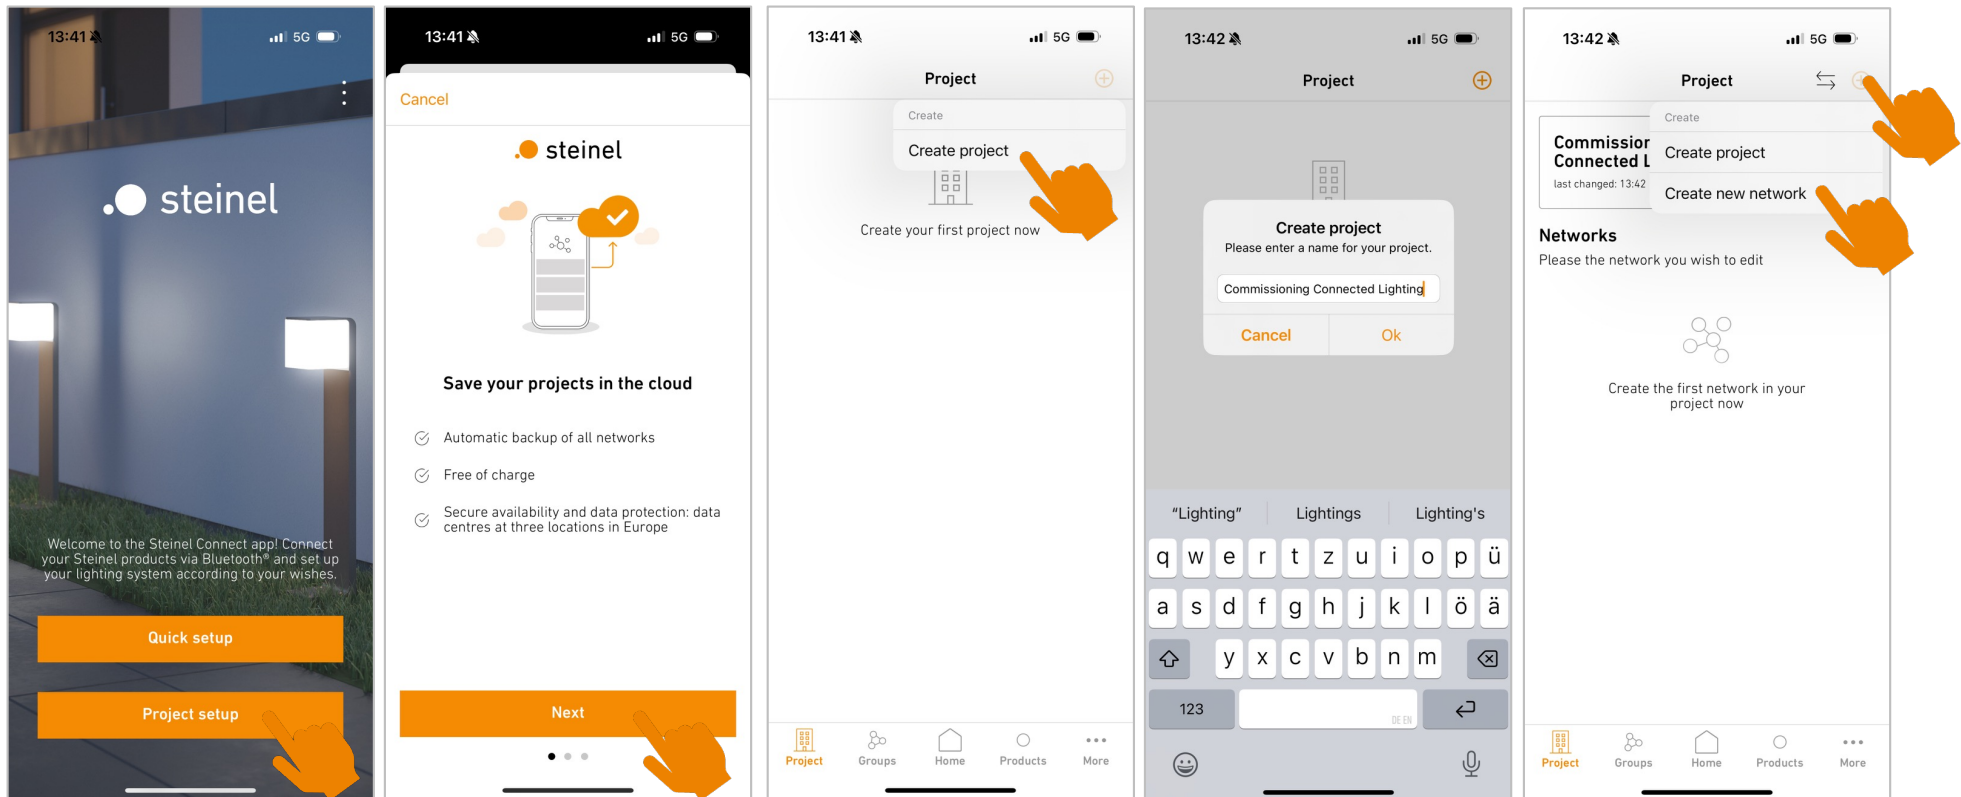 13:41
5G
steinel
Welcome to the Steinel Connect app! Connect
your Steinel products via Bluetooth® and set up
your lighting system according to your wishes.
Quick setup
Project setup
13:41
5G
Cancel
steinel
Save your projects in the cloud
Automatic backup of all networks
Free of charge
Secure availability and data protection: data
centres at three locations in Europe
Next
13:41
5G
Project
Create
Create project
Create your first project now
Project
Groups
Home
Products
More
13:42
5G
Project
Create project
Please enter a name for your project.
Commissioning Connected Lighting
Cancel
Ok
“Lighting” Lightings Lighting's
q w e r t z u i o p ü
a s d f g h j k l ö ä
y x c v b n m
123
DE EN
13:42
5G
Project
Create
Create project
Create new network
Commission
Connected L
last changed: 13:42
Networks
Please the network you wish to edit
Create the first network in your
project now
Project
Groups
Home
Products
More